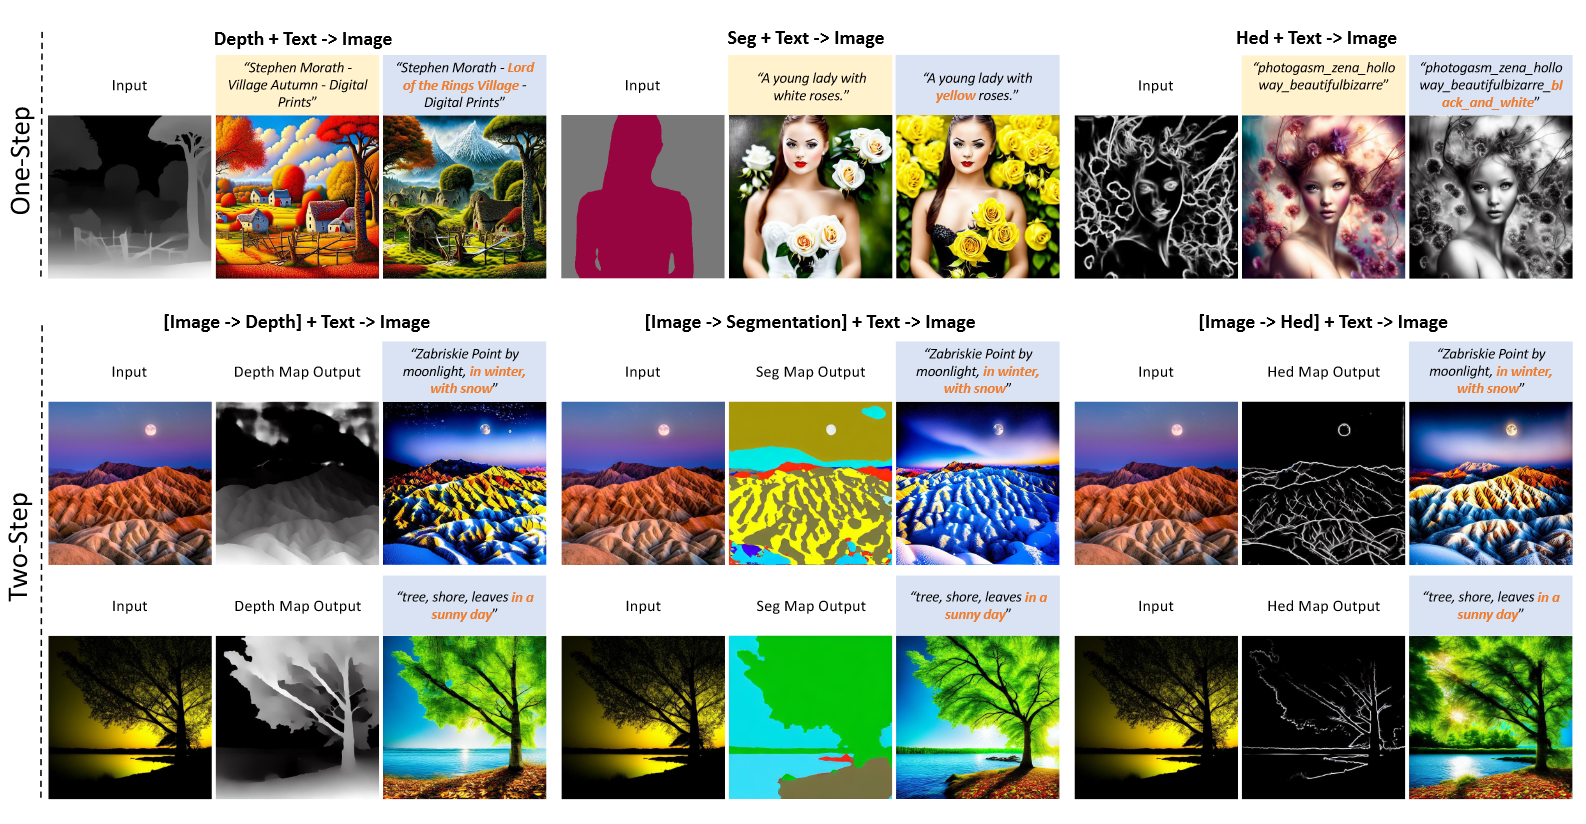 One-Step
Depth + Text -> Image
Input
“Stephen Morath -
Village Autumn - Digital
Prints”
“Stephen Morath - Lord
of the Rings Village -
Digital Prints”
Seg + Text -> Image
Input
“A young lady with
white roses.”
“A young lady with
yellow roses.”
Hed + Text -> Image
Input
“photogasm_zena_hollo
way_beautifulbizarre”
“photogasm_zena_hollo
way_beautifulbizarre_bl
ack_and_white”
Two-Step
[Image -> Depth] + Text -> Image
Input
Depth Map Output
“Zabriskie Point by
moonlight, in winter,
with snow”
[Image -> Segmentation] + Text -> Image
Input
Seg Map Output
“Zabriskie Point by
moonlight, in winter,
with snow”
[Image -> Hed] + Text -> Image
Input
Hed Map Output
“Zabriskie Point by
moonlight, in winter,
with snow”
Input
Depth Map Output
“tree, shore, leaves in a
sunny day”
Input
Seg Map Output
“tree, shore, leaves in a
sunny day”
Input
Hed Map Output
“tree, shore, leaves in a
sunny day”